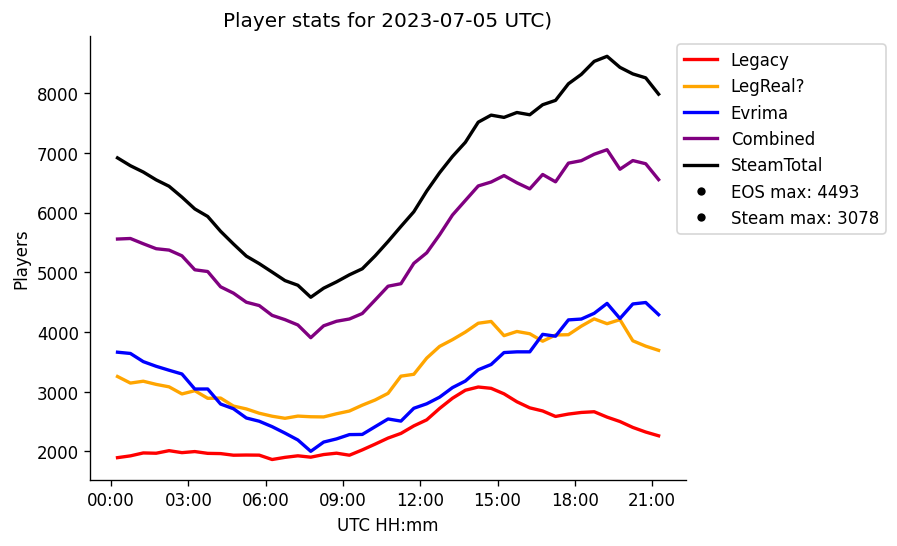 Player stats for 2023-07-05 UTC)
Legacy
LegReal?
Evrima
Combined
SteamTotal
EOS max: 4493
Steam max: 3078
Players
8000
7000
6000
5000
4000
3000
2000
00:00 03:00 06:00 09:00 12:00 15:00 18:00 21:00
UTC HH:mm